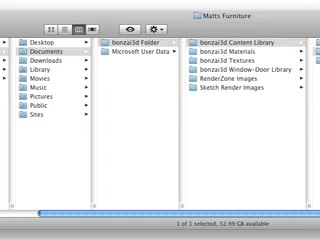 Matts Furniture
Desktop
Documents
Downloads
Library
Movies
Music
Pictures
Public
Sites
bonzai3d Folder
Microsoft User Data
bonzai3d Content Library
bonzai3d Materials
bonzai3d Textures
bonzai3d Window-Door Library
RenderZone Images
Sketch Render Images
1 of 1 selected, 32.99 GB available